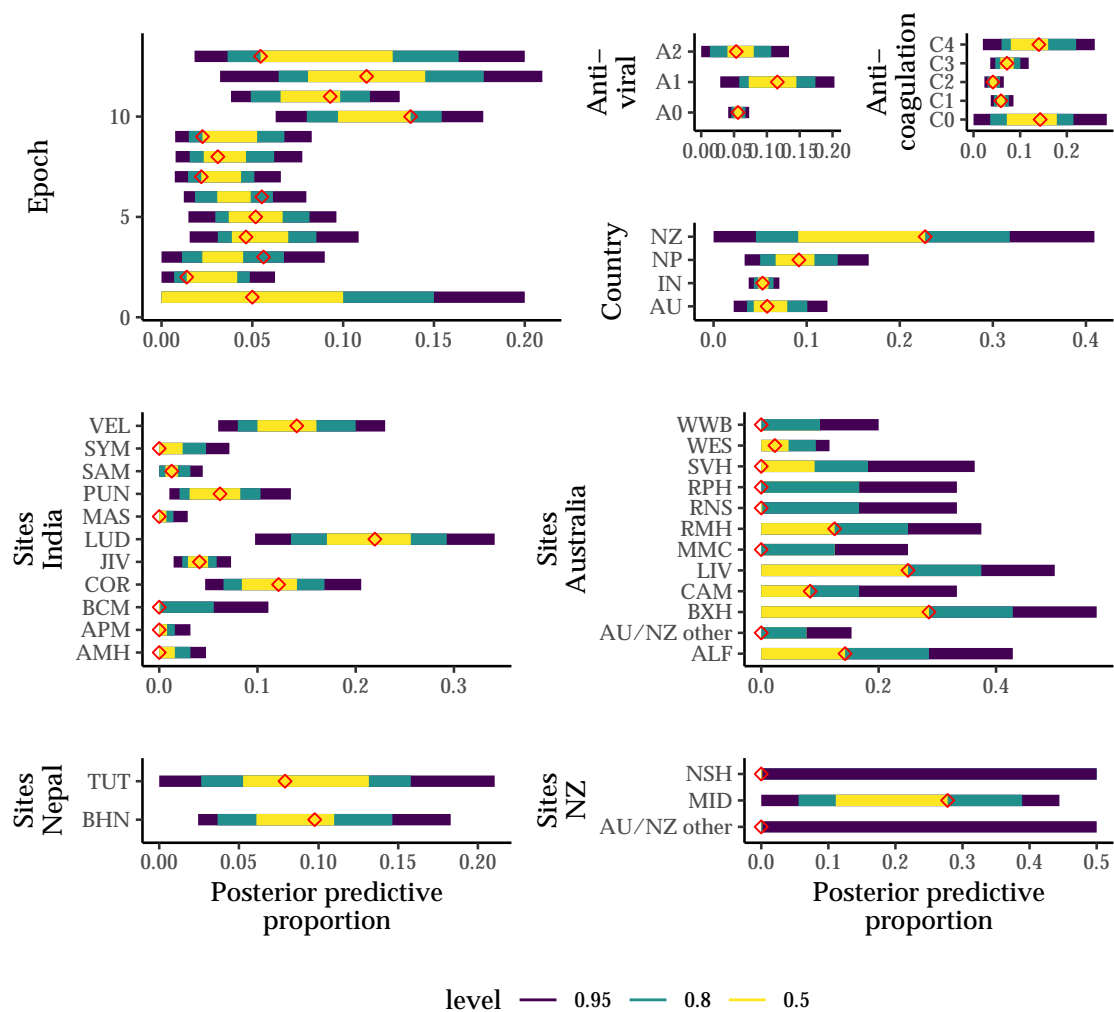 Epoch
10
5
0
0.00 0.05 0.10 0.15 0.20
Anti−
viral
A2
A1
A0
0.00 0.05 0.10 0.15 0.20
Anti−
coagulation
C4
C3
C2
C1
C0
0.0 0.1 0.2
Country
NZ
NP
IN
AU
0.0 0.1 0.2 0.3 0.4
Sites
India
VEL
SYM
SAM
PUN
MAS
LUD
JIV
COR
BCM
APM
AMH
0.0 0.1 0.2 0.3
Sites
Australia
WWB
WES
SVH
RPH
RNS
RMH
MMC
LIV
CAM
BXH
AU/NZ other
ALF
0.0 0.2 0.4
Sites
Nepal
TUT
BHN
0.00 0.05 0.10 0.15 0.20
Posterior predictive
proportion
Sites
NZ
NSH
MID
AU/NZ other
0.0 0.1 0.2 0.3 0.4 0.5
Posterior predictive
proportion
level 0.95 0.8 0.5